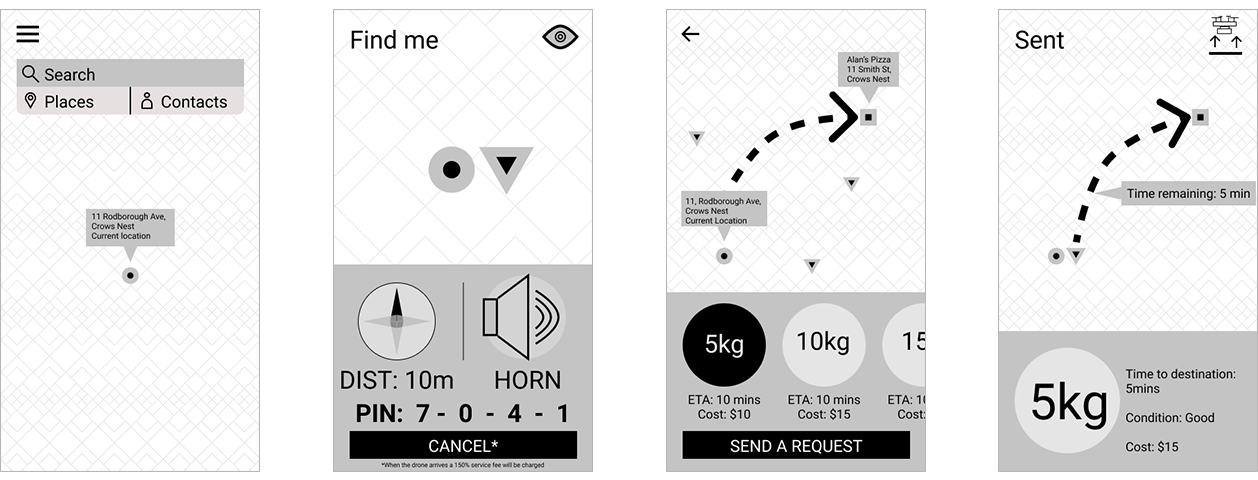 Search
Places
Contacts
11 Rodborough Ave,
Crows Nest
Current location
Find me
DIST: 10m
HORN
PIN: 7 - 0 - 4 - 1
CANCEL*
*When the drone arrives a 150% service fee will be charged
Alan's Pizza
11 Smith St,
Crows Nest
11, Rodborough Ave,
Crows Nest
Current Location
5kg
10kg
15
ETA: 10 mins
Cost: $10
ETA: 10 mins
Cost: $15
ETA: 10
Cost:
SEND A REQUEST
Sent
Time remaining: 5 min
5kg
Time to destination:
5mins
Condition: Good
Cost: $15